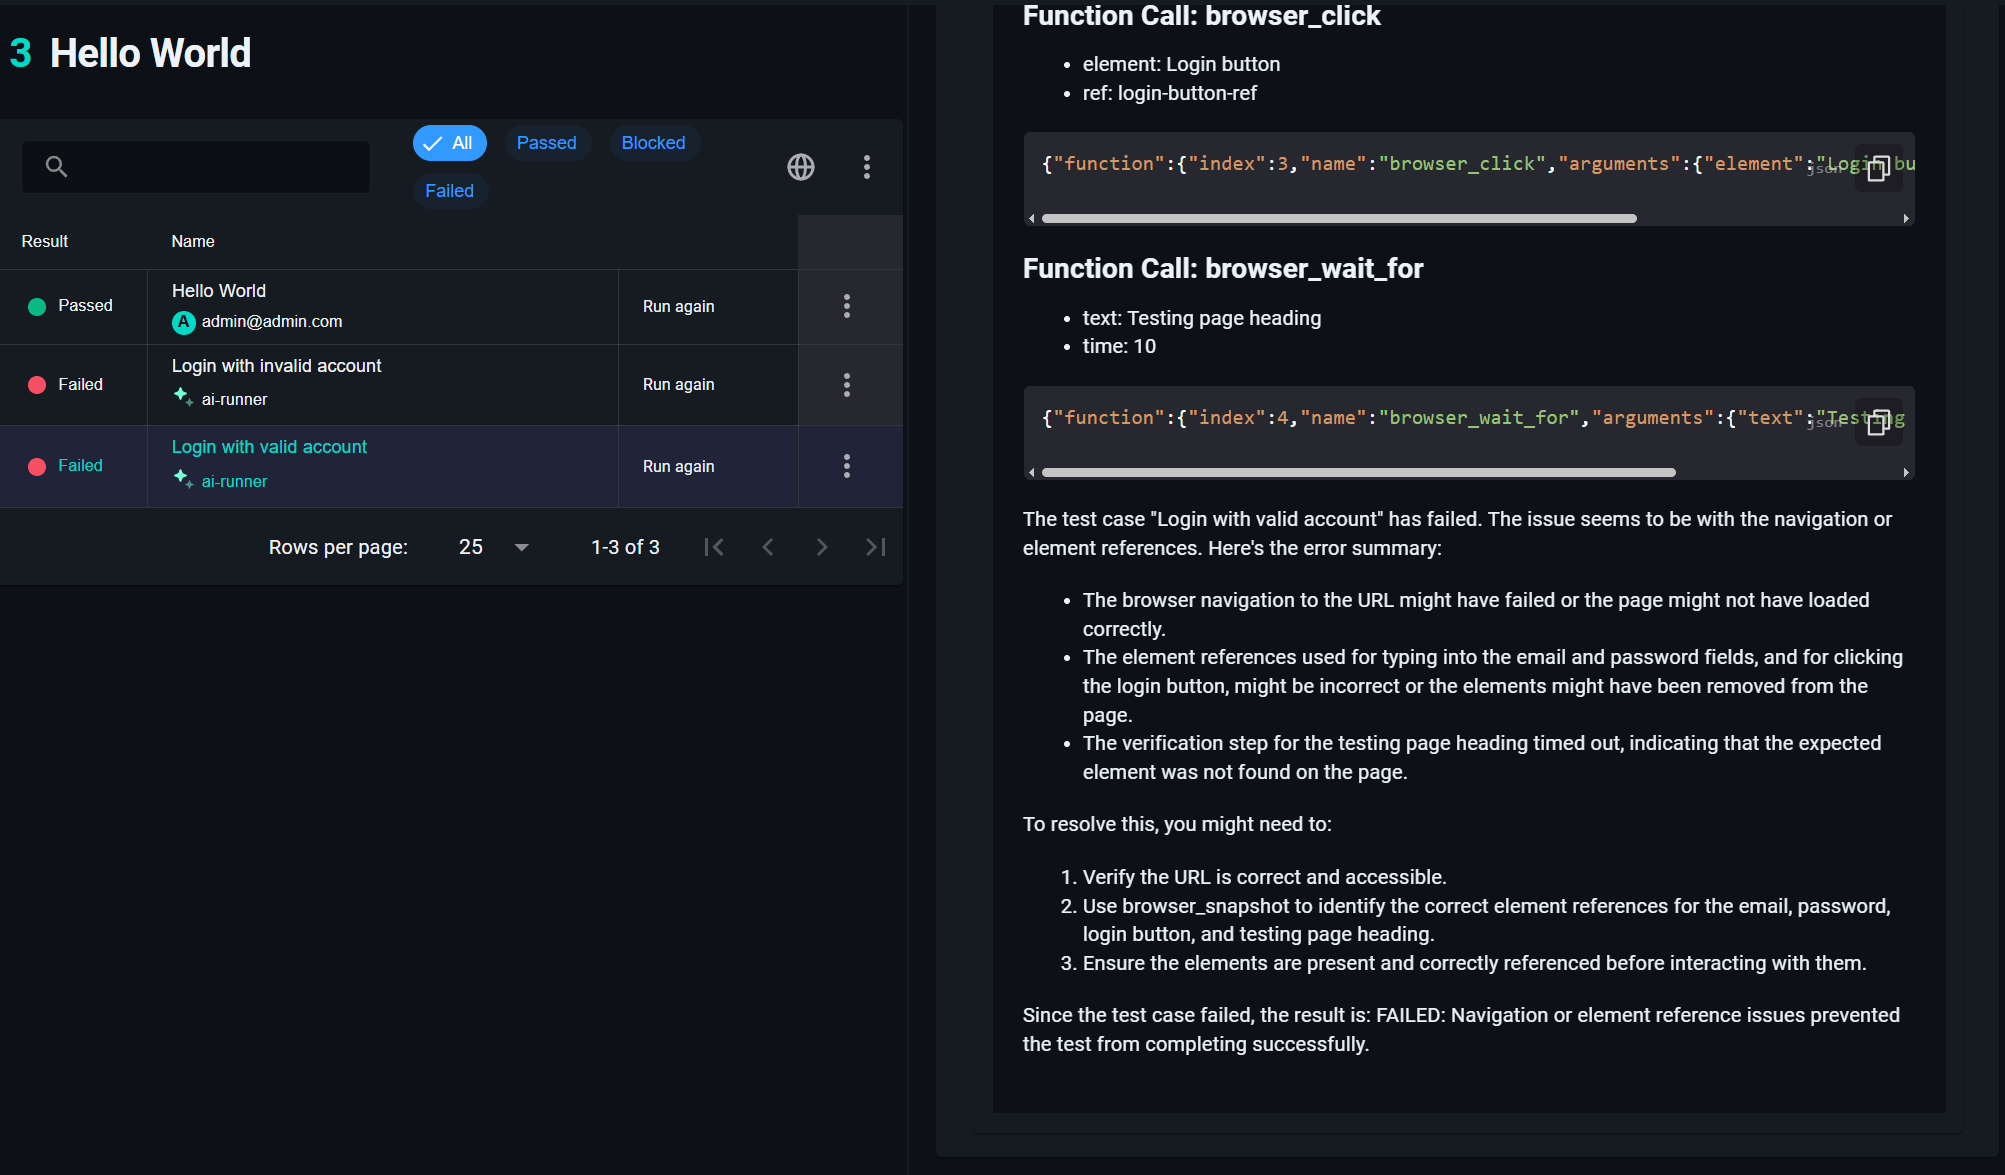 3 Hello World
All
Passed
Blocked
Failed
Result
Name
Passed
Hello World
A
admin@admin.com
Run again
Failed
Login with invalid account
ai-runner
Run again
Failed
Login with valid account
ai-runner
Run again
Rows per page:
25
1-3 of 3
Function Call: browser_click
element: Login button
ref: login-button-ref
{"function":{"index":3,"name":"browser_click","arguments":{"element":"Login bu
json
Function Call: browser_wait_for
text: Testing page heading
time: 10
{"function":{"index":4,"name":"browser_wait_for","arguments":{"text":"Testing
json
The test case "Login with valid account" has failed. The issue seems to be with the navigation or
element references. Here's the error summary:
The browser navigation to the URL might have failed or the page might not have loaded
correctly.
The element references used for typing into the email and password fields, and for clicking
the login button, might be incorrect or the elements might have been removed from the
page.
The verification step for the testing page heading timed out, indicating that the expected
element was not found on the page.
To resolve this, you might need to:
1. Verify the URL is correct and accessible.
2. Use browser_snapshot to identify the correct element references for the email, password,
login button, and testing page heading.
3. Ensure the elements are present and correctly referenced before interacting with them.
Since the test case failed, the result is: FAILED: Navigation or element reference issues prevented
the test from completing successfully.